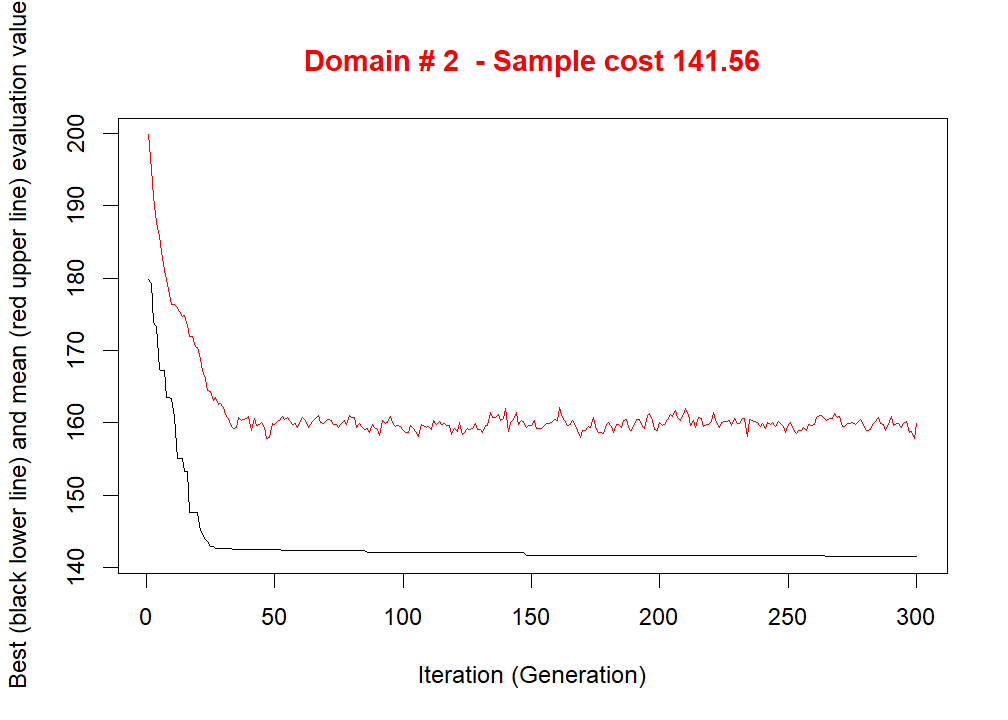 Domain # 2 - Sample cost 141.56
Best (black lower line) and mean (red upper line) evaluation value
200
190
180
170
160
150
140
0 50 100 150 200 250 300
Iteration (Generation)